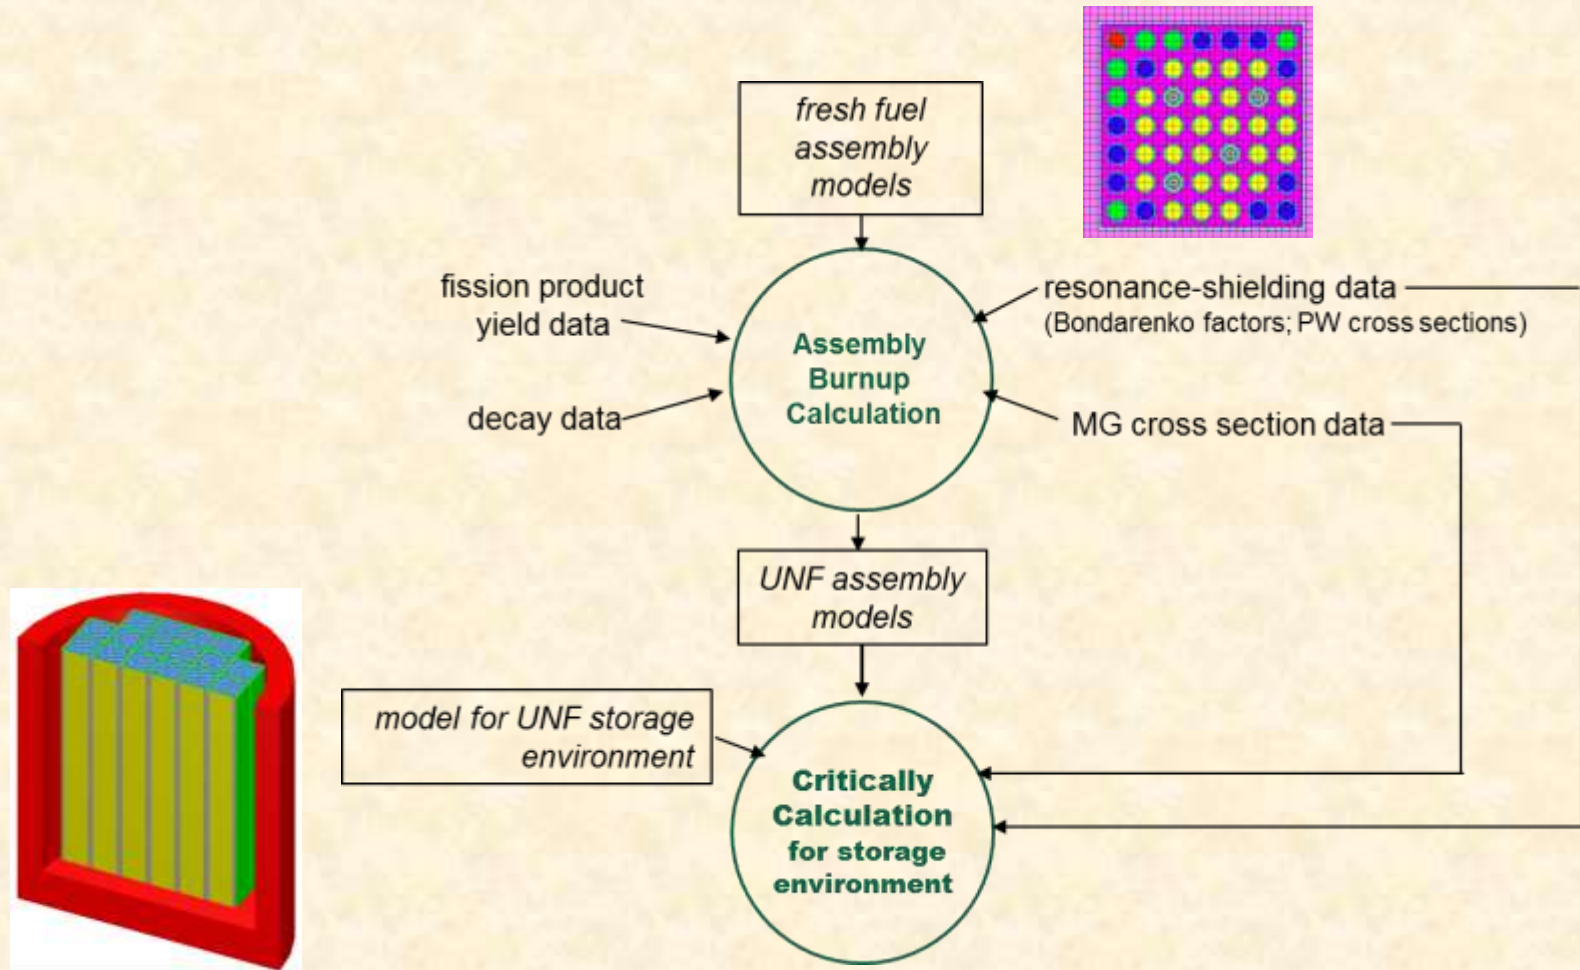 fresh fuel
assembly
models
fission product
yield data
decay data
Assembly
Burnup
Calculation
resonance-shielding data
(Bondarenko factors; PW cross sections)
MG cross section data
UNF assembly
models
model for UNF storage
environment
Critically
Calculation
for storage
environment